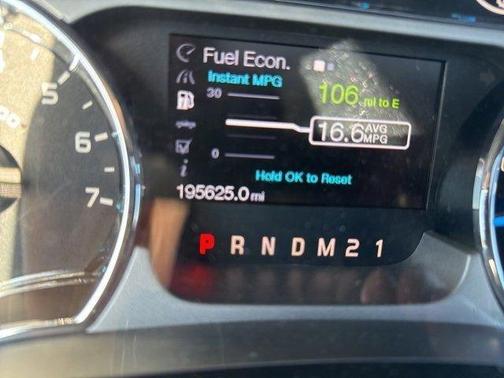 Fuel Econ.
Instant MPG
30
106 mi to E
16.6 AVG MPG
0
Hold OK to Reset
i
195625.0 mi
5
6
7
P R N D M 2 1